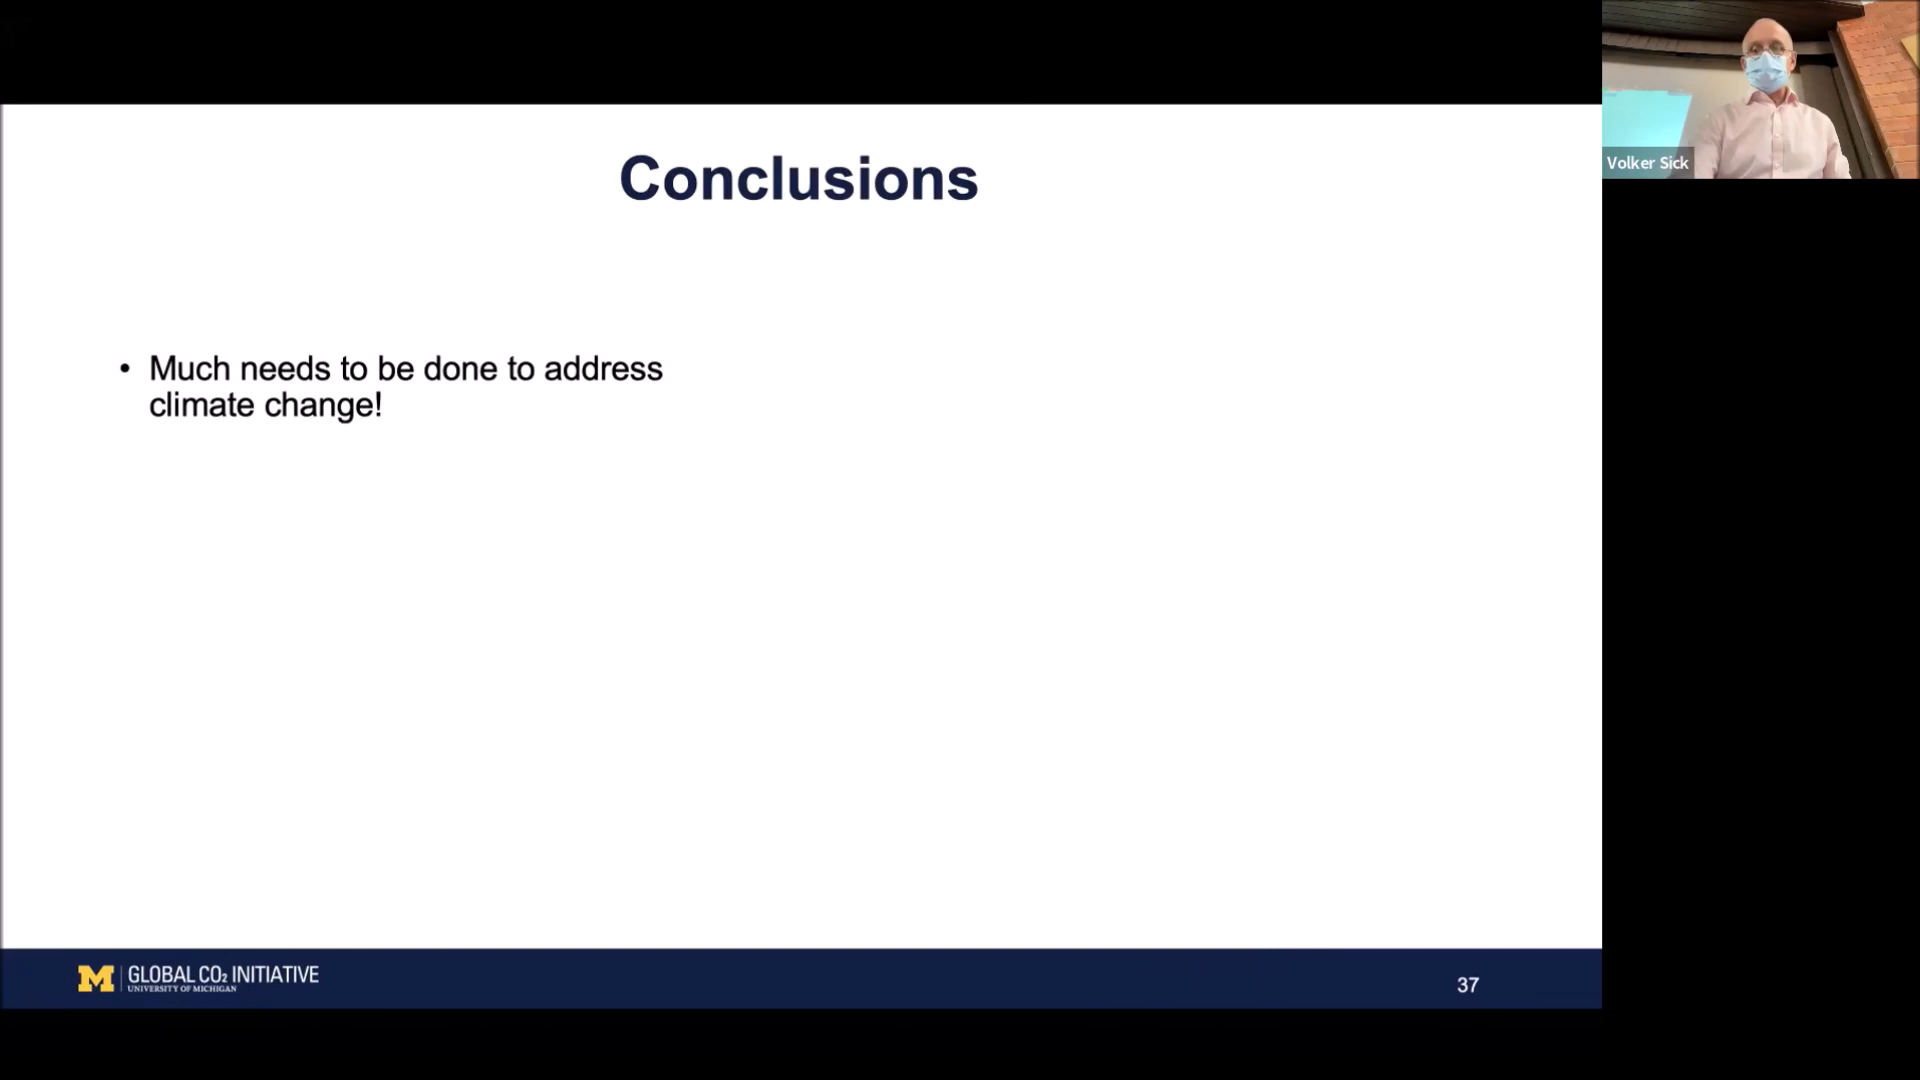 Volker Sick
Conclusions
• Much needs to be done to address
climate change!
M | GLOBAL CO₂ INITIATIVE
UNIVERSITY OF MICHIGAN
37